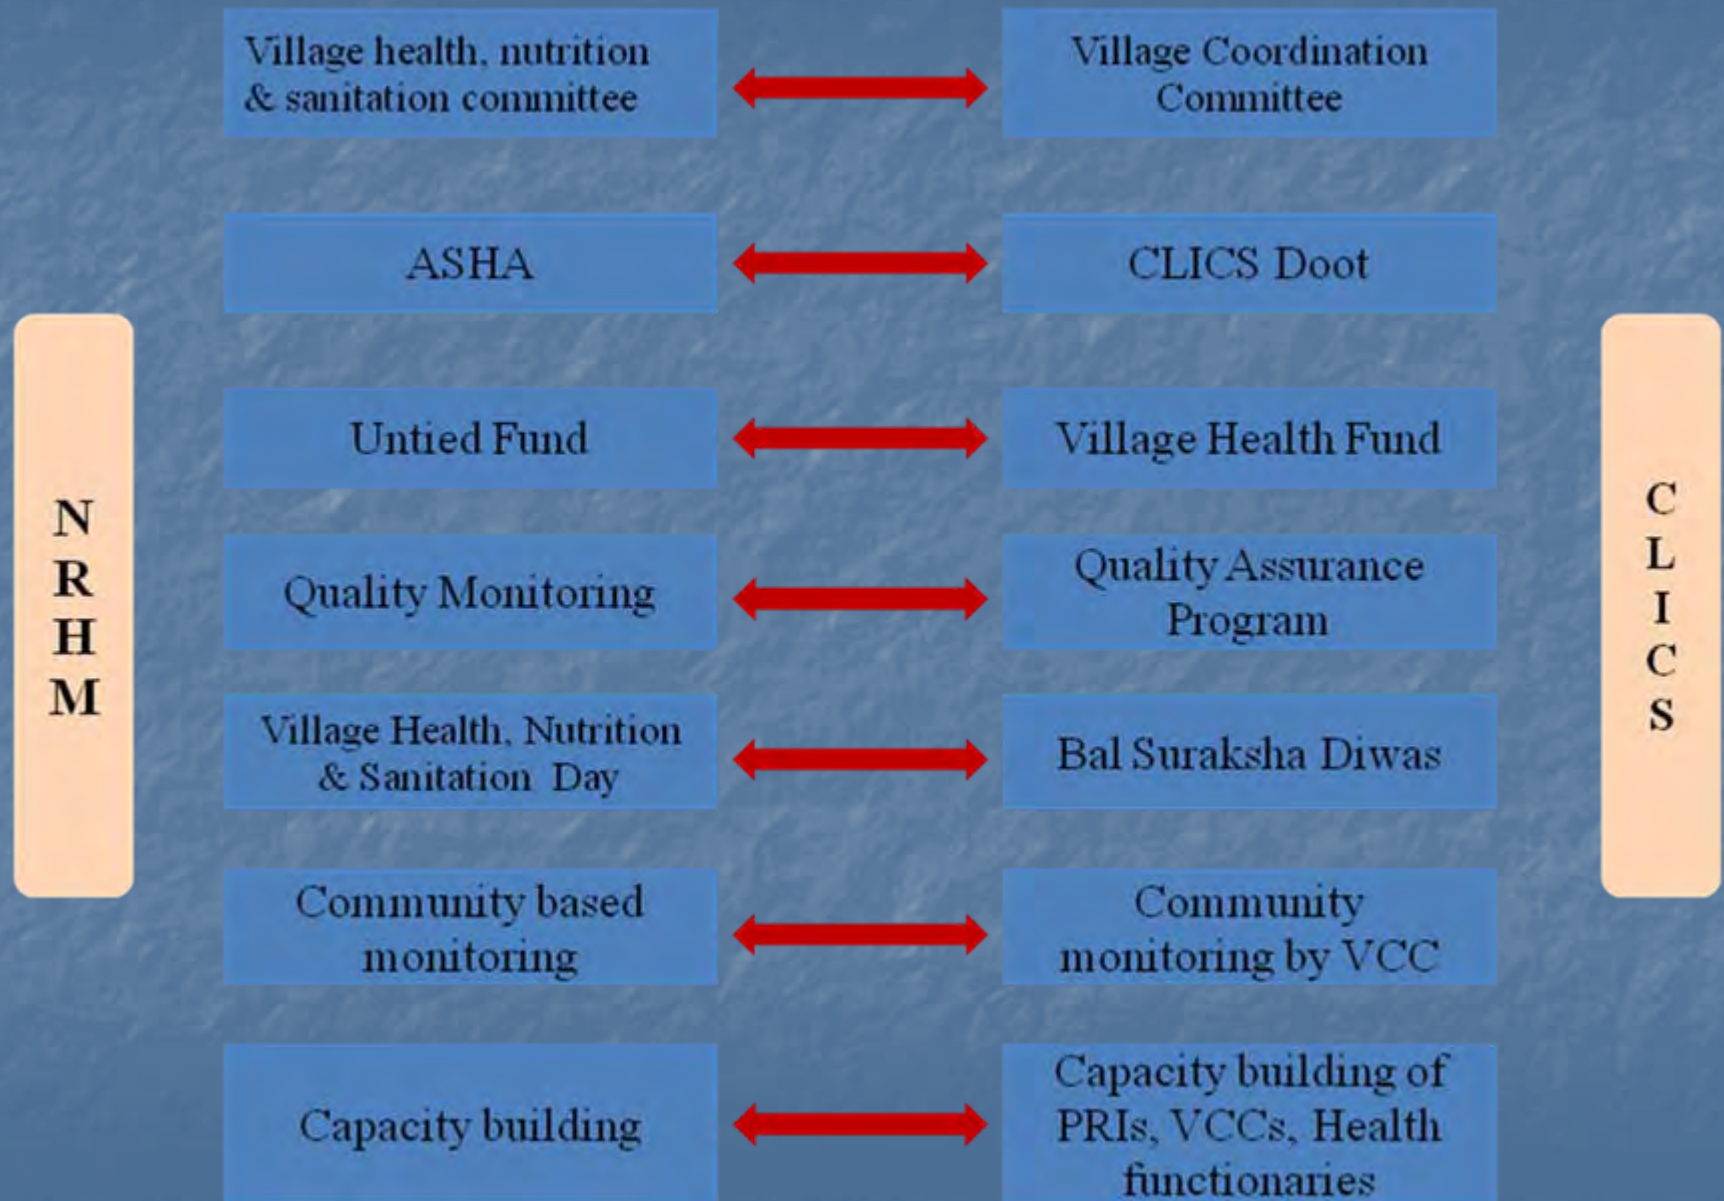 Village health, nutrition
& sanitation committee
Village Coordination
Committee
ASHA
CLICS Doot
Untied Fund
Village Health Fund
Quality Monitoring
Quality Assurance
Program
Village Health, Nutrition
& Sanitation Day
Bal Suraksha Diwas
Community based
monitoring
Community
monitoring by VCC
Capacity building
Capacity building of
PRIs, VCCs, Health
functionaries
N
R
H
M
C
L
I
C
S